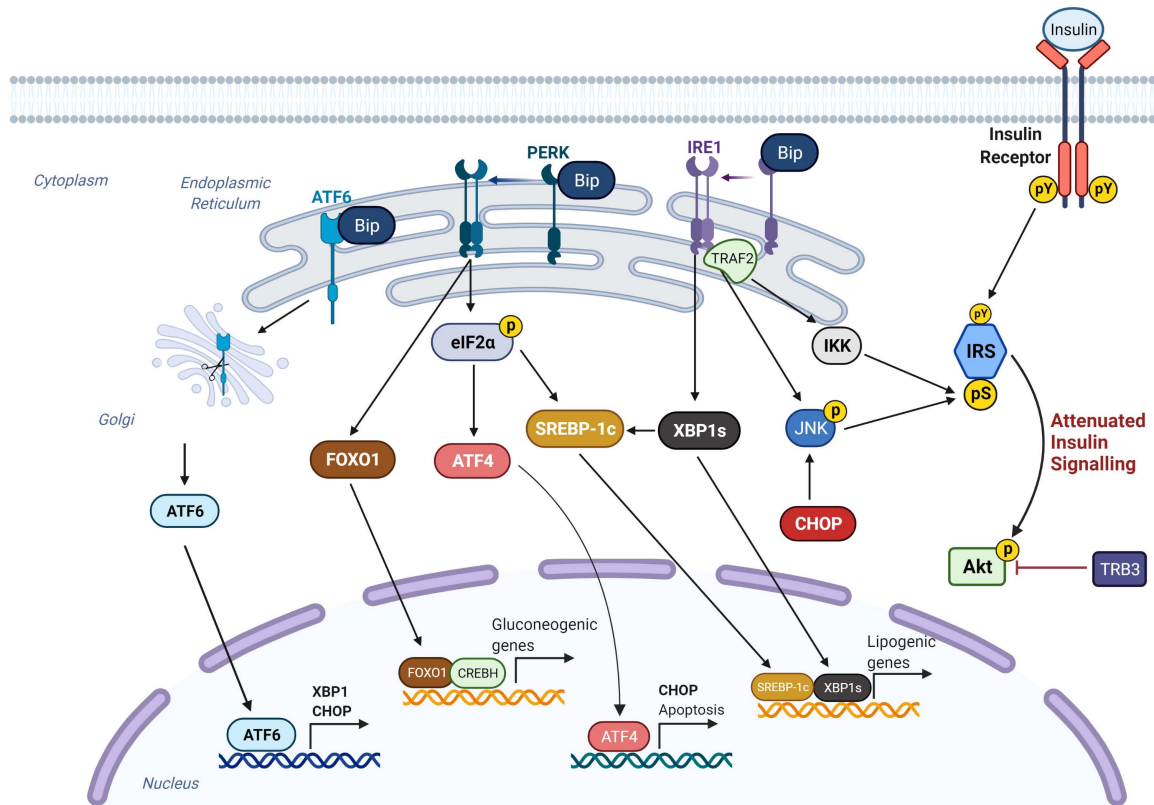 Insulin
Insulin
Receptor
pY
pY
Cytoplasm
Endoplasmic
Reticulum
ATF6
Bip
PERK
Bip
IRE1
Bip
TRAF2
eIF2α
p
IKK
pY
IRS
pS
Golgi
FOXO1
ATF4
SREBP-1c
XBP1s
JNK
p
Attenuated
Insulin
Signalling
ATF6
CHOP
Akt
p
TRB3
Gluconeogenic
genes
FOXO1
CREBH
Lipogenic
genes
SREBP-1c
XBP1s
XBP1
CHOP
ATF6
CHOP
Apoptosis
ATF4
Nucleus